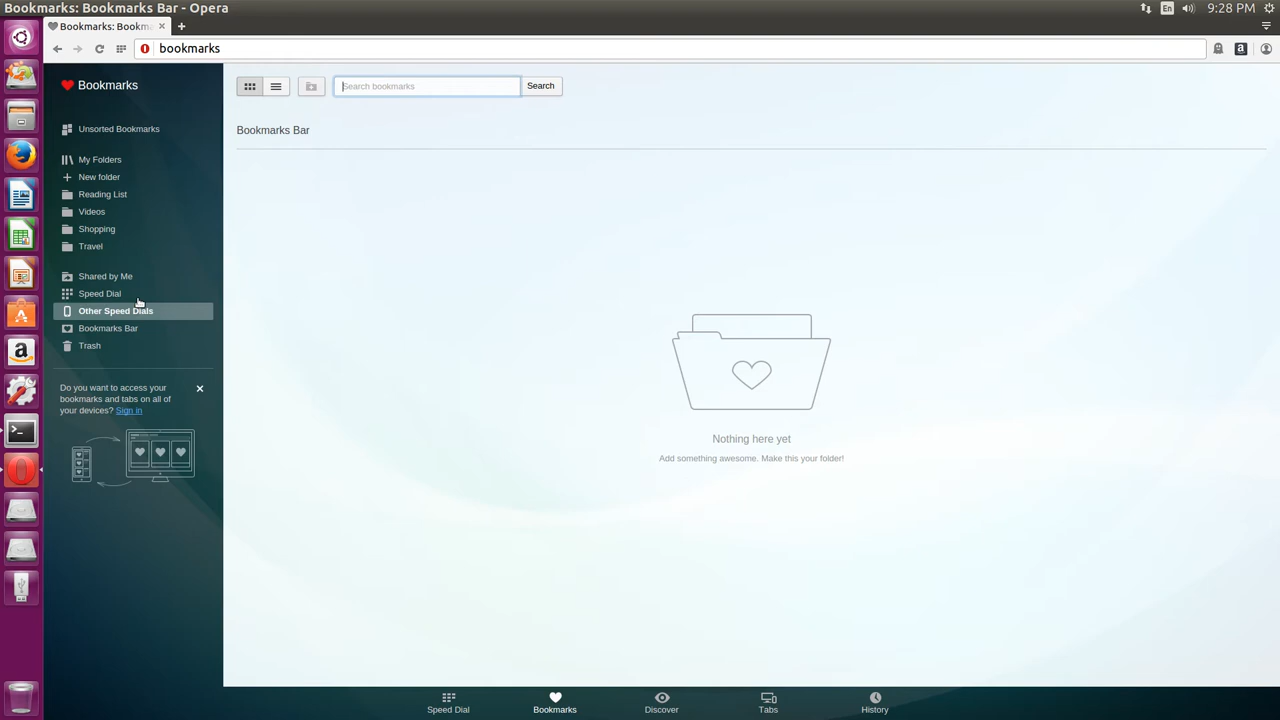 Bookmarks: Bookmarks Bar - Opera
En
9:28 PM
Bookmarks: Bookm
bookmarks
Bookmarks
Search bookmarks
Search
Unsorted Bookmarks
Bookmarks Bar
My Folders
New folder
Reading List
Videos
Shopping
Travel
Shared by Me
Speed Dial
Other Speed Dials
Bookmarks Bar
Trash
Do you want to access your
bookmarks and tabs on all of
your devices? Sign in
Nothing here yet
Add something awesome. Make this your folder!
Speed Dial
Bookmarks
Discover
Tabs
History